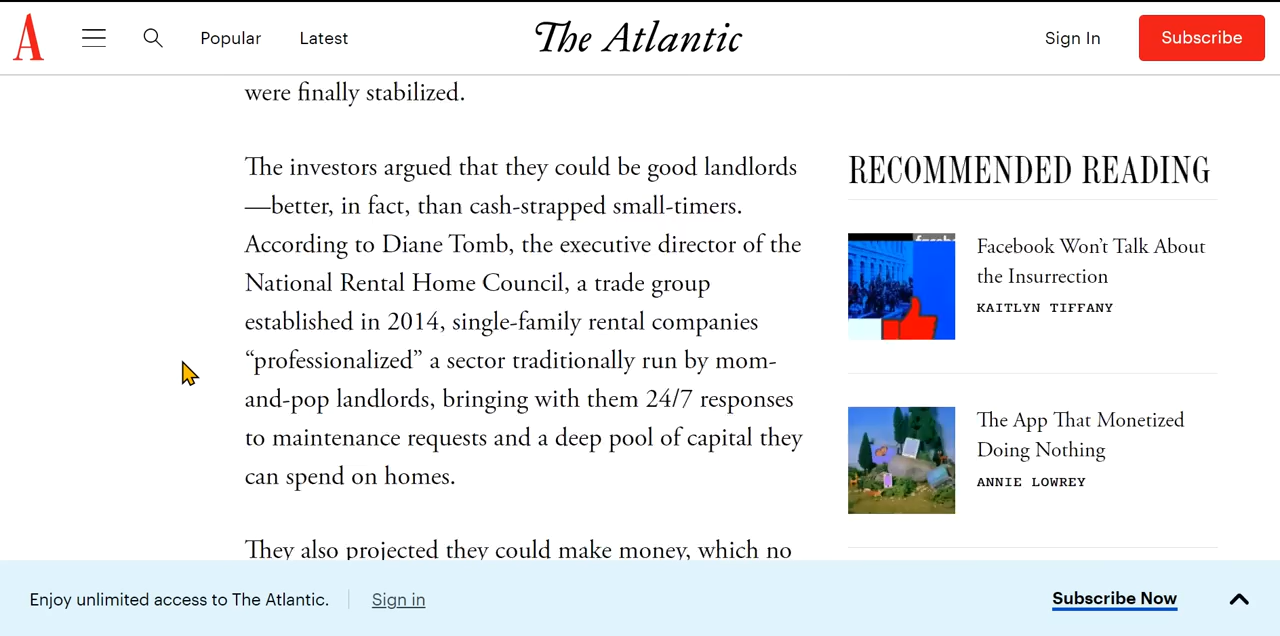 A
Popular
Latest
The Atlantic
Sign In
Subscribe
were finally stabilized.
The investors argued that they could be good landlords
—better, in fact, than cash-strapped small-timers.
According to Diane Tomb, the executive director of the
National Rental Home Council, a trade group
established in 2014, single-family rental companies
“professionalized” a sector traditionally run by mom-
and-pop landlords, bringing with them 24/7 responses
to maintenance requests and a deep pool of capital they
can spend on homes.
They also projected they could make money, which no
RECOMMENDED READING
Facebook Won’t Talk About
the Insurrection
KAITLYN TIFFANY
The App That Monetized
Doing Nothing
ANNIE LOWREY
Enjoy unlimited access to The Atlantic.
Sign in
Subscribe Now